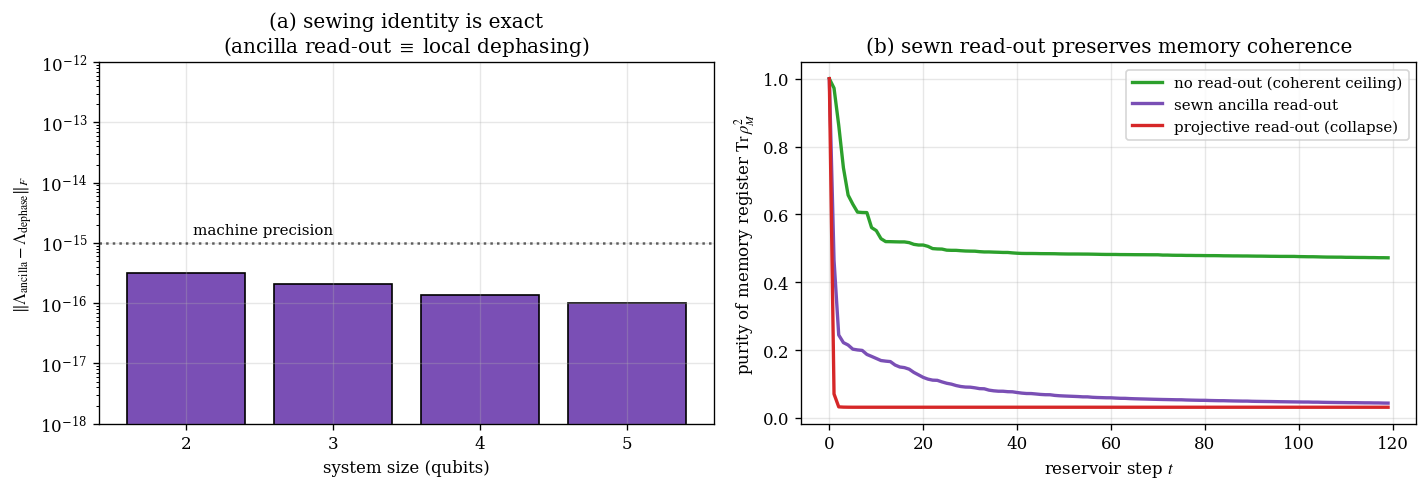 (a) sewing identity is exact
(ancilla read-out ≡ local dephasing)
10⁻¹²
10⁻¹³
10⁻¹⁴
10⁻¹⁵
10⁻¹⁶
10⁻¹⁷
10⁻¹⁸
‖Λancilla − Λdephase‖F
machine precision
2 3 4 5
system size (qubits)
(b) sewn read-out preserves memory coherence
1.0
0.8
0.6
0.4
0.2
0.0
purity of memory register Tr ρ²M
no read-out (coherent ceiling)
sewn ancilla read-out
projective read-out (collapse)
0 20 40 60 80 100 120
reservoir step t